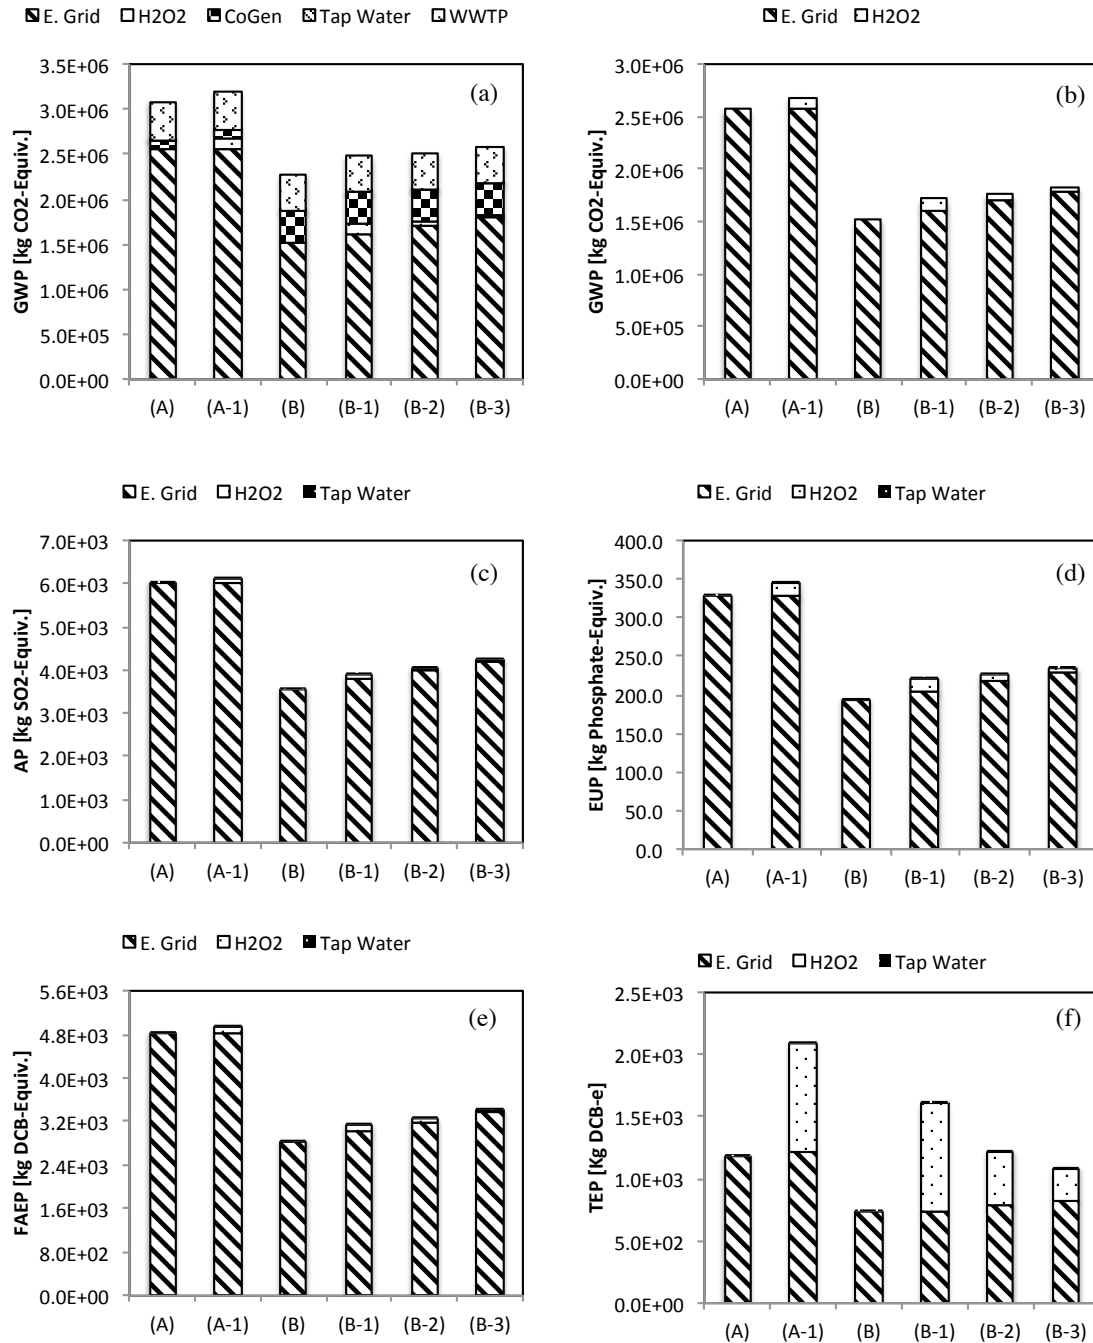 E. Grid H2O2 CoGen Tap Water WWTP
3.5E+06
3.0E+06
2.5E+06
2.0E+06
1.5E+06
1.0E+06
5.0E+05
0.0E+00
GWP [kg CO2-Equiv.]
(a)
(A) (A-1) (B) (B-1) (B-2) (B-3)
E. Grid H2O2
3.0E+06
2.5E+06
2.0E+06
1.5E+06
1.0E+06
5.0E+05
0.0E+00
GWP [kg CO2-Equiv.]
(b)
(A) (A-1) (B) (B-1) (B-2) (B-3)
E. Grid H2O2 Tap Water
7.0E+03
6.0E+03
5.0E+03
4.0E+03
3.0E+03
2.0E+03
1.0E+03
0.0E+00
AP [kg SO2-Equiv.]
(c)
(A) (A-1) (B) (B-1) (B-2) (B-3)
E. Grid H2O2 Tap Water
400.0
350.0
300.0
250.0
200.0
150.0
100.0
50.0
0.0
EUP [kg Phosphate-Equiv.]
(d)
(A) (A-1) (B) (B-1) (B-2) (B-3)
E. Grid H2O2 Tap Water
5.6E+03
4.8E+03
4.0E+03
3.2E+03
2.4E+03
1.6E+03
8.0E+02
0.0E+00
FAEP [kg DCB-Equiv.]
(e)
(A) (A-1) (B) (B-1) (B-2) (B-3)
E. Grid H2O2 Tap Water
2.5E+03
2.0E+03
1.5E+03
1.0E+03
5.0E+02
0.0E+00
TEP [Kg DCB-e]
(f)
(A) (A-1) (B) (B-1) (B-2) (B-3)